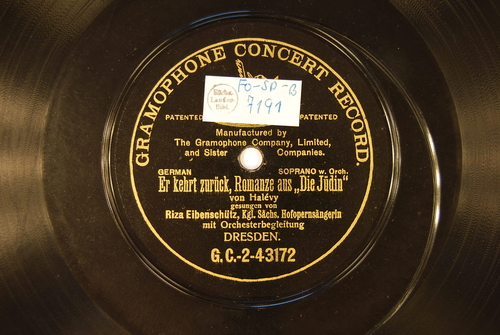 GRAMOPHONE CONCERT RECORD.
FO-SP-B
7191
PATENTED PATENTED
Manufactured by
The Gramophone Company, Limited,
and Sister Companies.
GERMAN SOPRANO w. Orch.
Er kehrt zurück, Romanze aus „Die Jüdin“
von Halévy
gesungen von
Riza Eibenschütz, Kgl. Sächs. Hofopernsängerin
mit Orchesterbegleitung
DRESDEN.
G.C.-2-43172